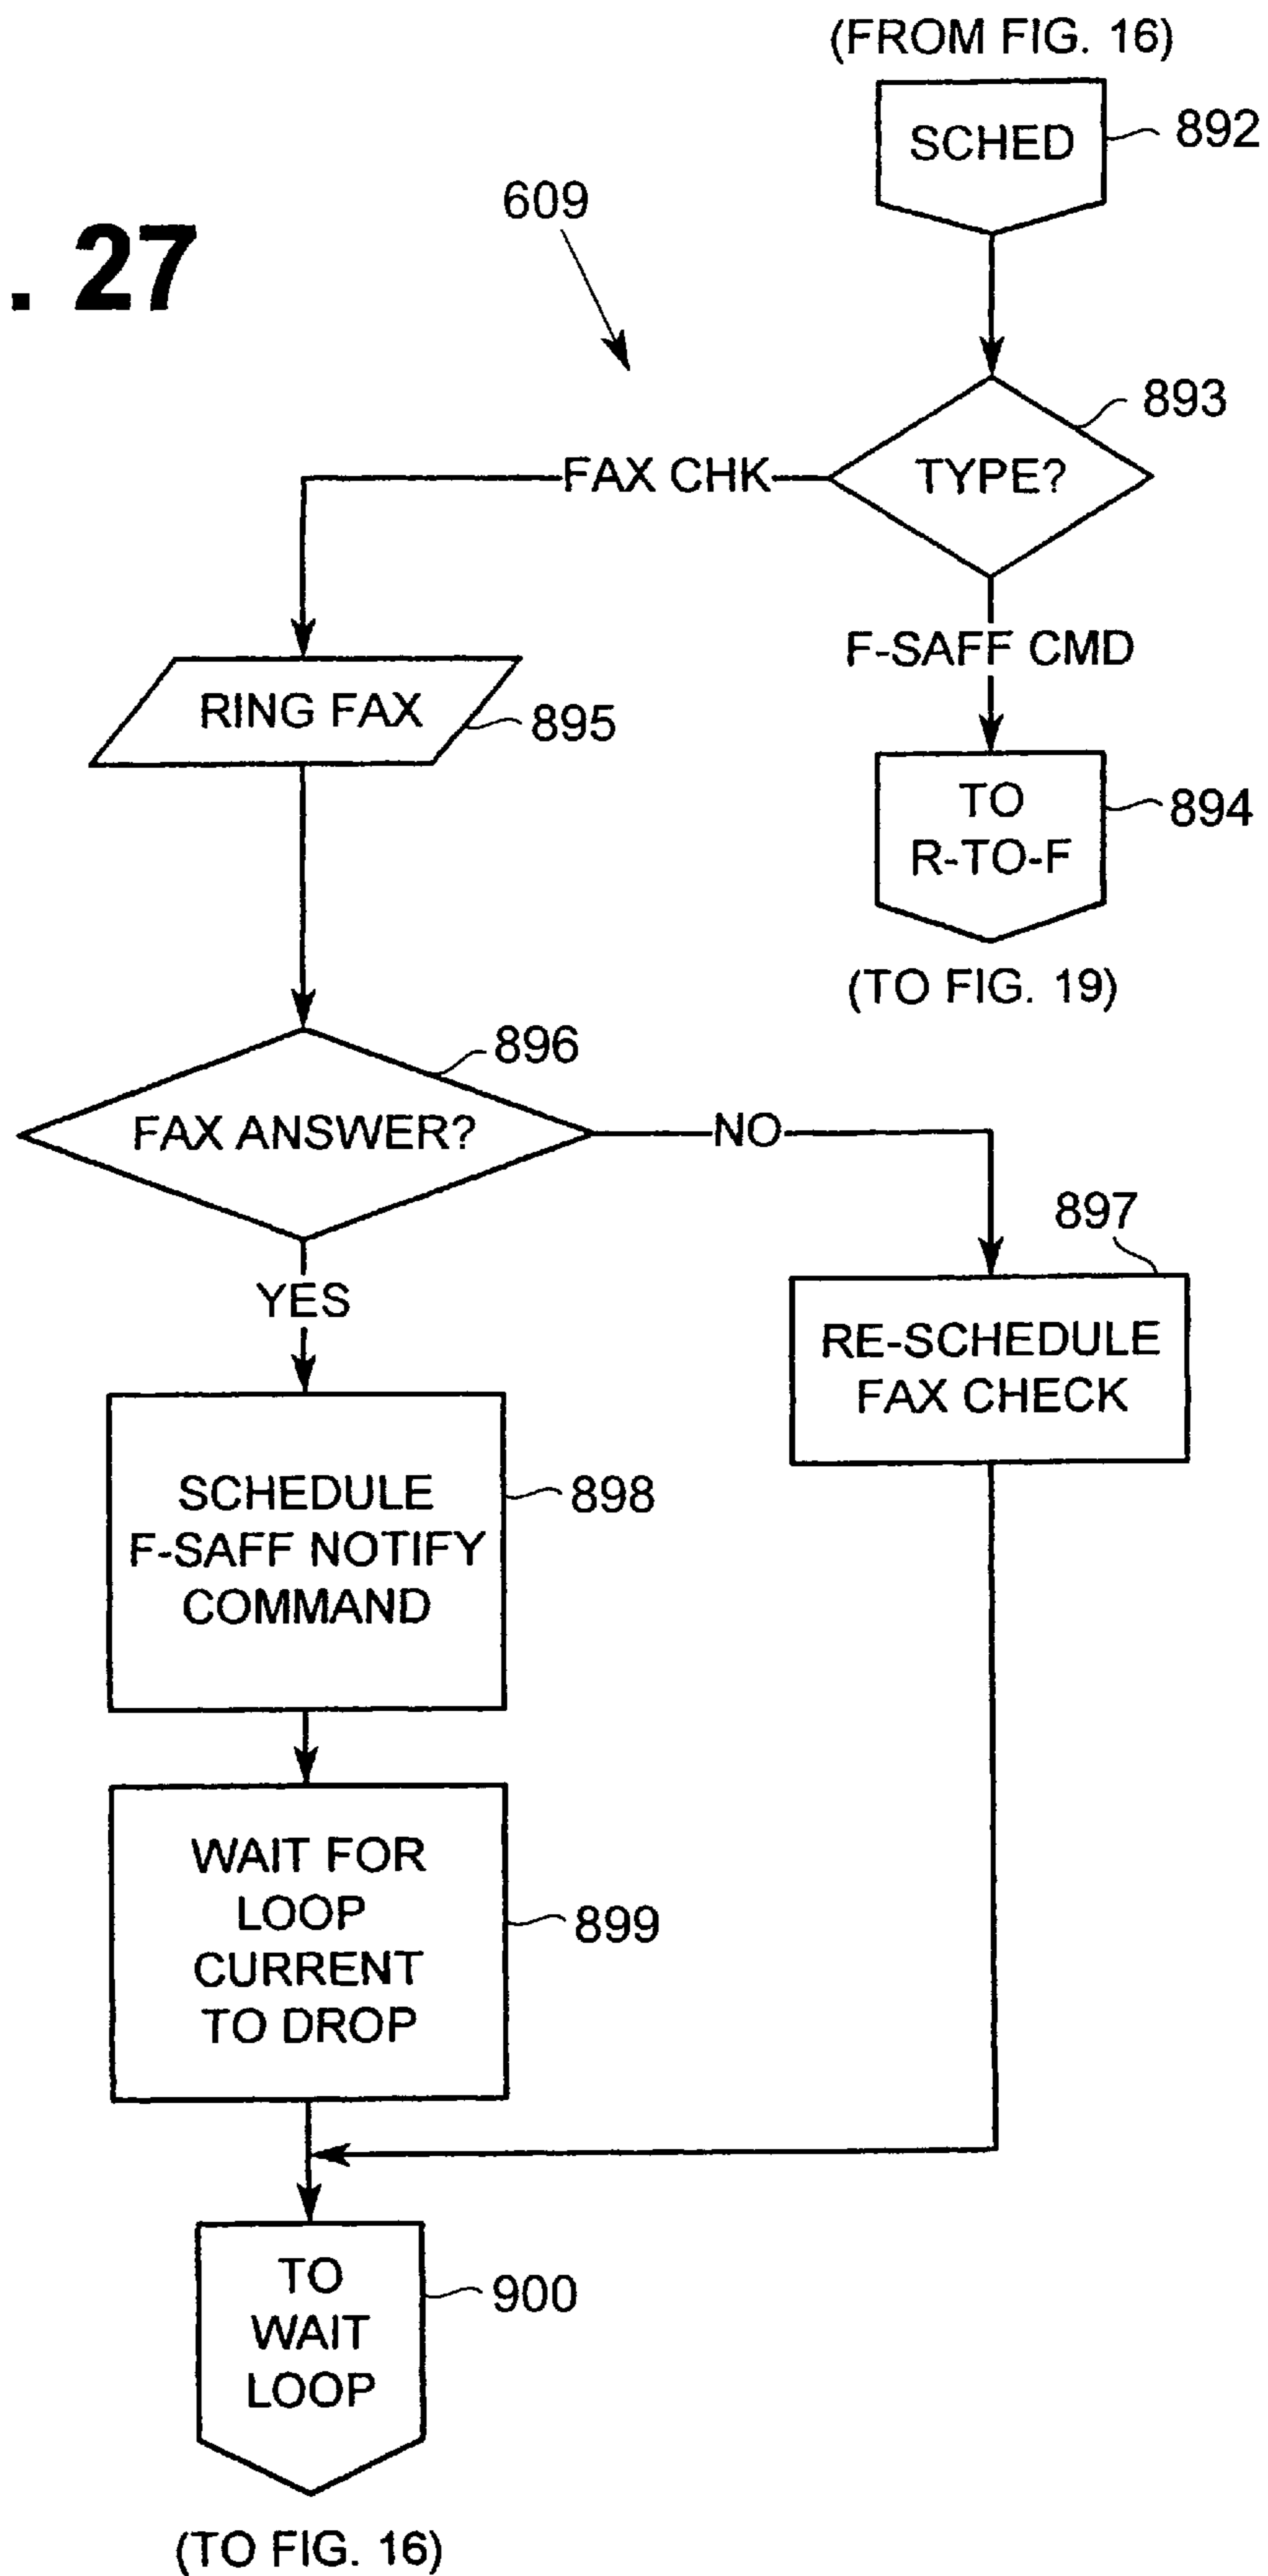 (FROM FIG. 16)
SCHED
892
609
. 27
893
FAX CHK
TYPE?
F-SAFF CMD
RING FAX
895
TO
R-TO-F
894
(TO FIG. 19)
896
FAX ANSWER?
NO
897
YES
RE-SCHEDULE
FAX CHECK
SCHEDULE
F-SAFF NOTIFY
COMMAND
898
WAIT FOR
LOOP
CURRENT
TO DROP
899
TO
WAIT
LOOP
900
(TO FIG. 16)